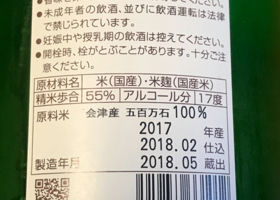 ●未成年者の飲酒、並びに飲酒運転は法律
で禁じられています。
●妊娠中や授乳期の飲酒は控えてください。
●開栓時、栓がとぶことがあります。十分ご注
意ください。
原材料名 米(国産)・米麹(国産米)
精米歩合 55% アルコール分 17度
原料米 会津産 五百万石100%
2017 年産
2018.02 仕込
製造年月 2018.05 蔵出